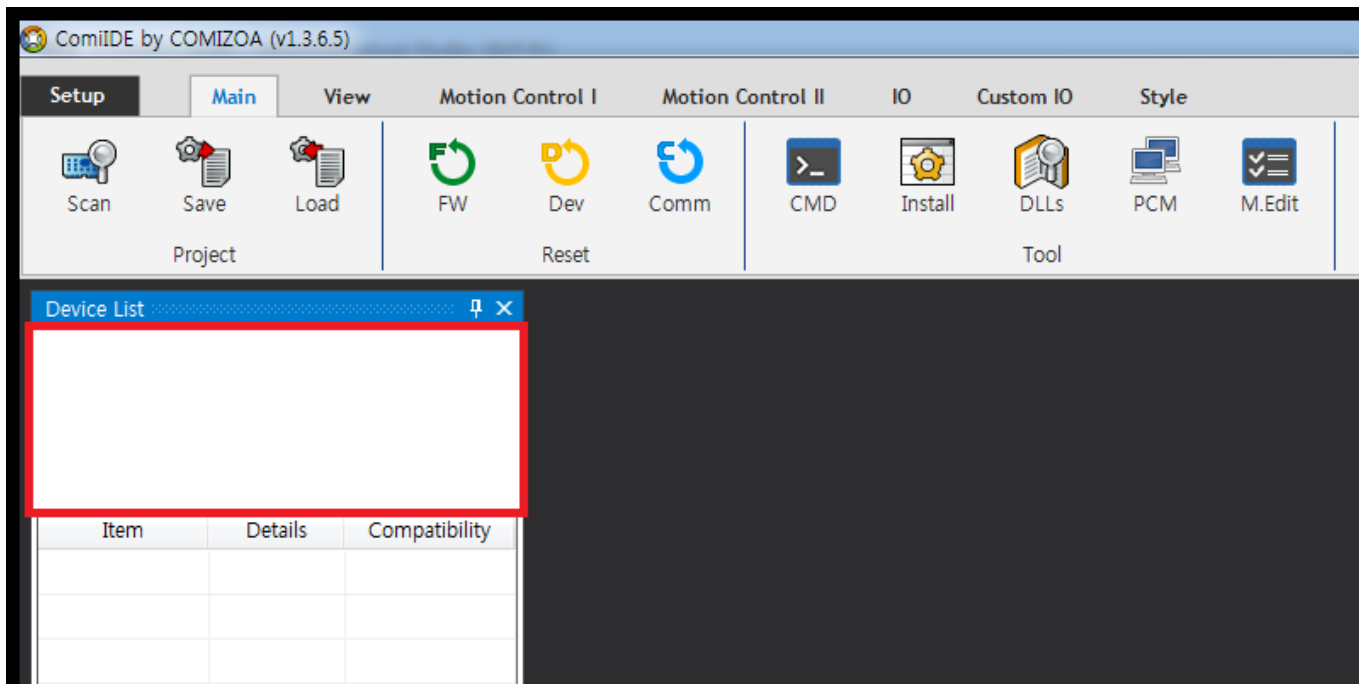 ComiIDE by COMIZOA (v1.3.6.5)
Setup Main View Motion Control I Motion Control II IO Custom IO Style
Scan Save Load FW Dev Comm CMD Install DLLs PCM M.Edit
Project Reset Tool
Device List
Item Details Compatibility